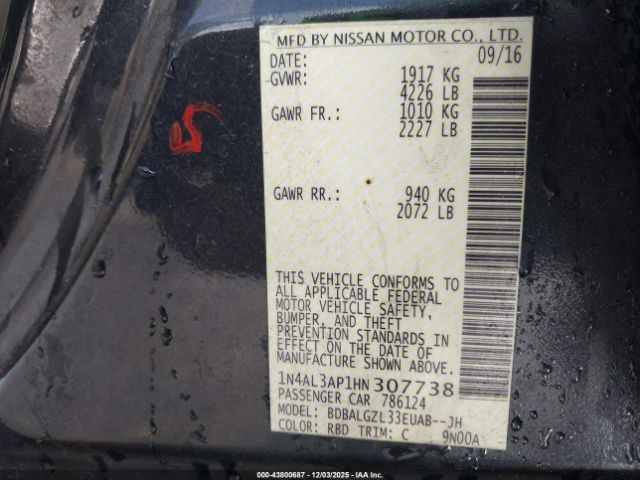 MFD BY NISSAN MOTOR CO., LTD.
DATE: 09/16
GVWR: 1917 KG
4226 LB
GAWR FR.: 1010 KG
2227 LB
GAWR RR.: 940 KG
2072 LB
THIS VEHICLE CONFORMS TO
ALL APPLICABLE FEDERAL
MOTOR VEHICLE SAFETY,
BUMPER, AND THEFT
PREVENTION STANDARDS IN
EFFECT ON THE DATE OF
MANUFACTURE SHOWN ABOVE.
1N4AL3AP1HN307738
PASSENGER CAR 786124
MODEL: BDBALGZL33EUAB--JH
COLOR: RBD TRIM: C 9N00A
000-43800687 - 12/03/2025 - IAAI.COM